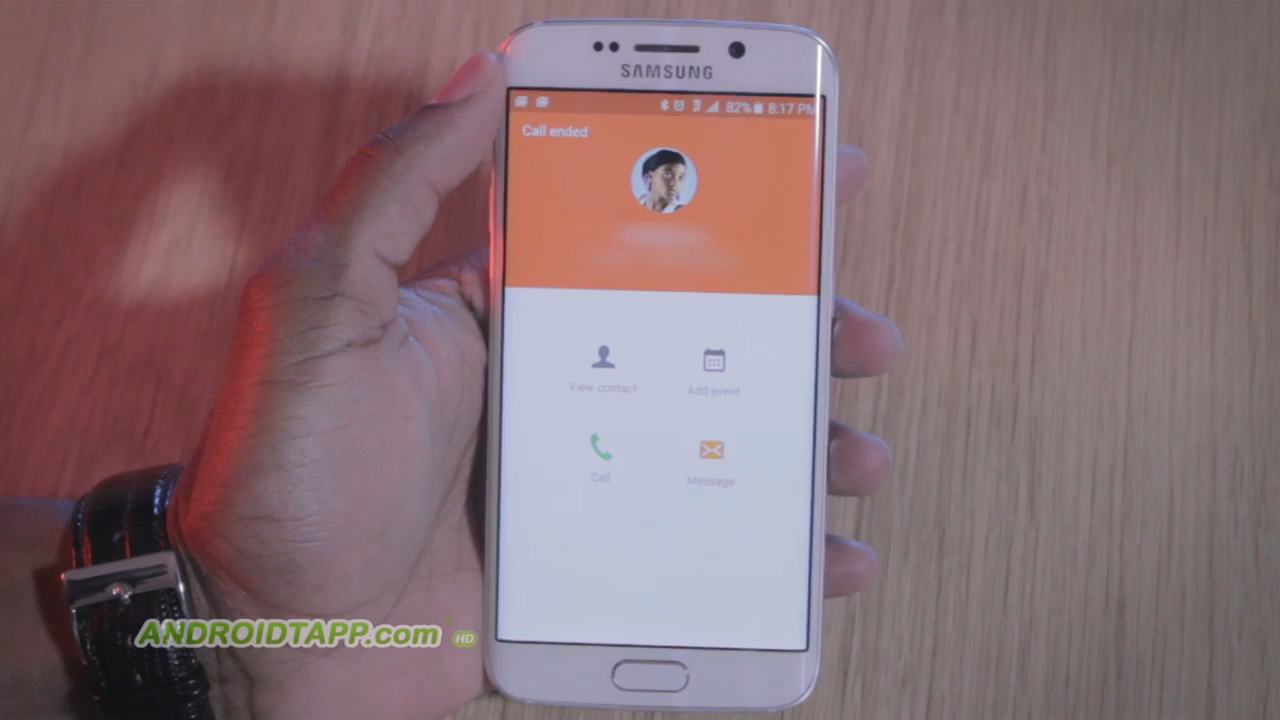 SAMSUNG
82% 8:17 PM
Call ended
View contact
Add event
Call
Message
ANDROIDTAPP.com HD